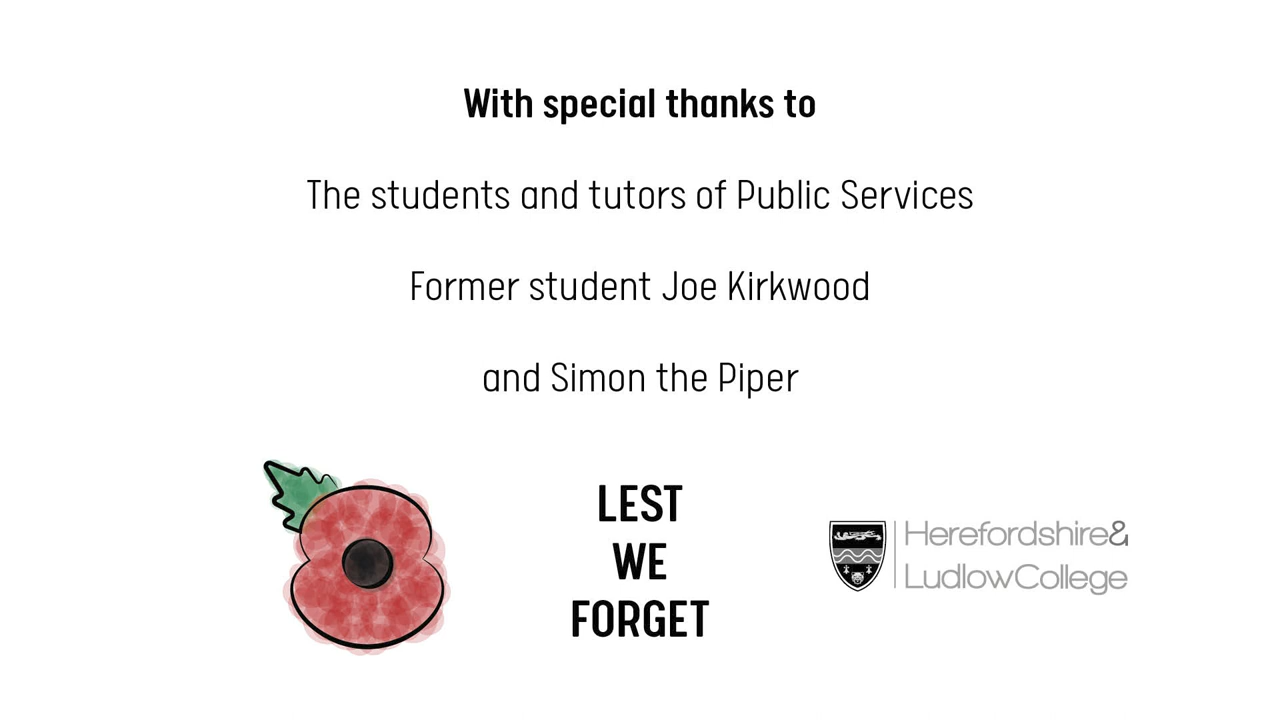 With special thanks to
The students and tutors of Public Services
Former student Joe Kirkwood
and Simon the Piper
LEST
WE
FORGET
Herefordshire&
LudlowCollege